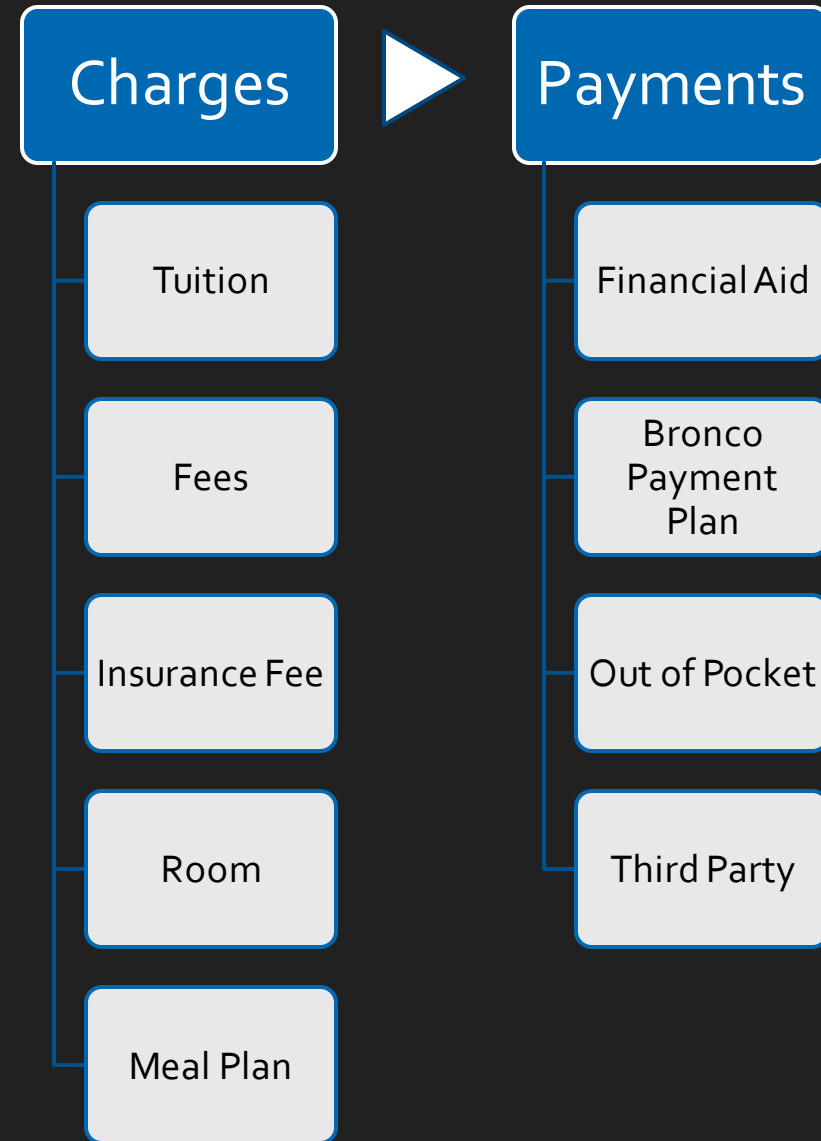 Charges
Tuition
Fees
Insurance Fee
Room
Meal Plan
Payments
Financial Aid
Bronco
Payment
Plan
Out of Pocket
Third Party